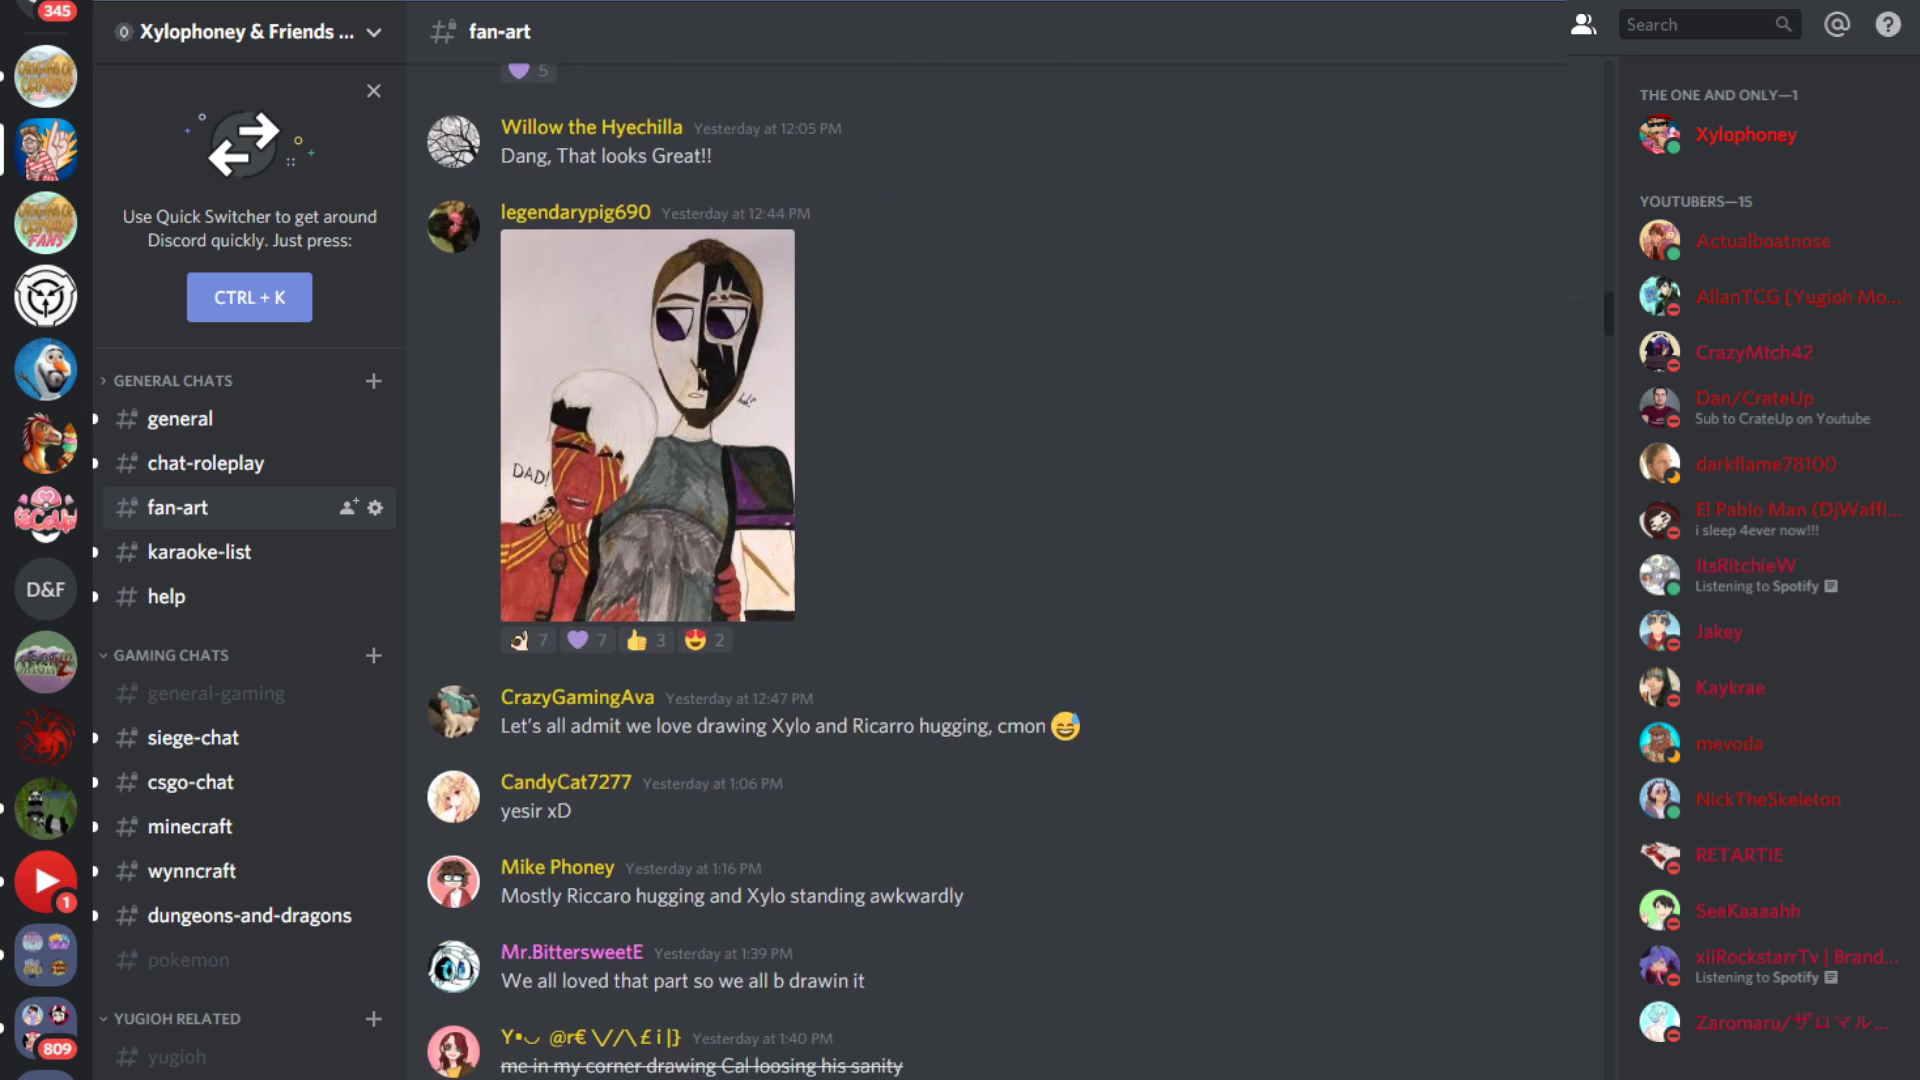 345
Xylophoney & Friends ...
fan-art
Search
5
Use Quick Switcher to get around
Discord quickly. Just press:
CTRL + K
GENERAL CHATS
general
chat-roleplay
fan-art
karaoke-list
help
GAMING CHATS
general-gaming
siege-chat
csgo-chat
minecraft
wynncraft
dungeons-and-dragons
pokemon
YUGIOH RELATED
yugioh
FANS
D&F
1
809
Willow the Hyechilla Yesterday at 12:05 PM
Dang, That looks Great!!
legendarypig690 Yesterday at 12:44 PM
DAD!
7 7 3 2
CrazyGamingAva Yesterday at 12:47 PM
Let's all admit we love drawing Xylo and Ricarro hugging, cmon
CandyCat7277 Yesterday at 1:06 PM
yesir xD
Mike Phoney Yesterday at 1:16 PM
Mostly Riccaro hugging and Xylo standing awkwardly
Mr.BittersweetE Yesterday at 1:39 PM
We all loved that part so we all b drawin it
Y•◡ @r€ \//\ £ i |} Yesterday at 1:40 PM
me in my corner drawing Cal loosing his sanity
THE ONE AND ONLY—1
Xylophoney
YOUTUBERS—15
Actualboatnose
AllanTCG [Yugioh Mo...
CrazyMtch42
Dan/CrateUp
Sub to CrateUp on Youtube
darkflame78100
El Pablo Man (DjWaffl...
i sleep 4ever now!!!
ItsRitchieW
Listening to Spotify
Jakey
Kaykrae
mevoda
NickTheSkeleton
RETARTIE
SeeKaaaahh
xiiRockstarrTv | Brand...
Listening to Spotify
Zaromaru/ザロマル...